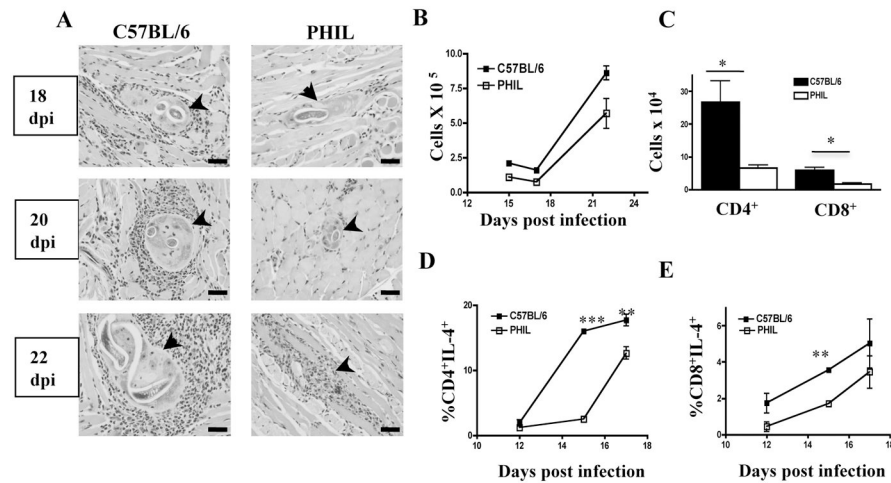 A
C57BL/6
PHIL
18
dpi
20
dpi
22
dpi
B
C57BL/6
PHIL
Cells X 10 5
10.0
7.5
5.0
2.5
0.0
12 15 18 21 24
Days post infection
C
*
*
C57BL/6
PHIL
Cells x 10⁴
30
20
10
0
CD4⁺
CD8⁺
D
C57BL/6
PHIL
***
**
%CD4⁺IL-4⁺
20
10
0
10 12 14 16 18
Days post infection
E
C57BL/6
PHIL
**
%CD8⁺IL-4⁺
6
4
2
0
10 12 14 16 18
Days post infection